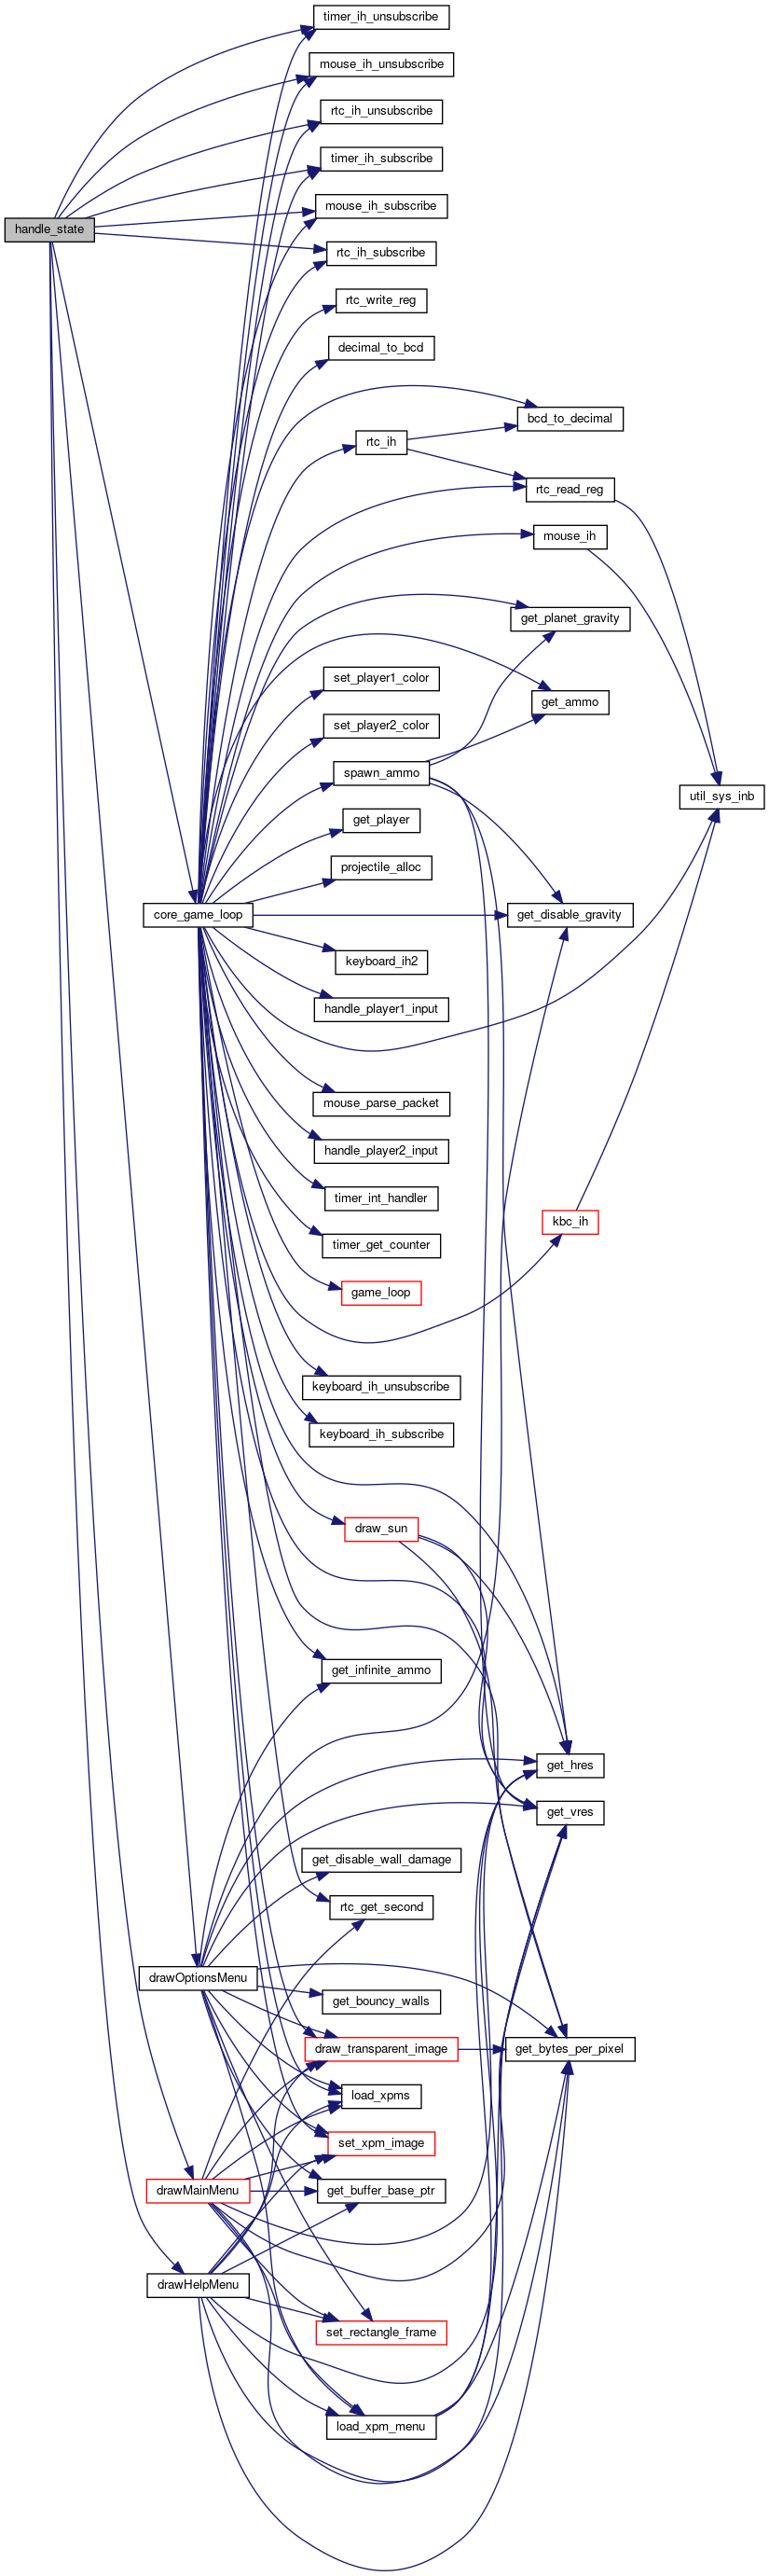 timer_ih_unsubscribe
mouse_ih_unsubscribe
rtc_ih_unsubscribe
timer_ih_subscribe
mouse_ih_subscribe
handle_state
rtc_ih_subscribe
rtc_write_reg
decimal_to_bcd
bcd_to_decimal
rtc_ih
rtc_read_reg
mouse_ih
get_planet_gravity
set_player1_color
get_ammo
set_player2_color
spawn_ammo
util_sys_inb
get_player
projectile_alloc
core_game_loop
get_disable_gravity
keyboard_ih2
handle_player1_input
mouse_parse_packet
handle_player2_input
timer_int_handler
kbc_ih
timer_get_counter
game_loop
keyboard_ih_unsubscribe
keyboard_ih_subscribe
draw_sun
get_infinite_ammo
get_hres
get_vres
get_disable_wall_damage
rtc_get_second
drawOptionsMenu
get_bouncy_walls
draw_transparent_image
get_bytes_per_pixel
load_xpms
set_xpm_image
drawMainMenu
get_buffer_base_ptr
drawHelpMenu
set_rectangle_frame
load_xpm_menu